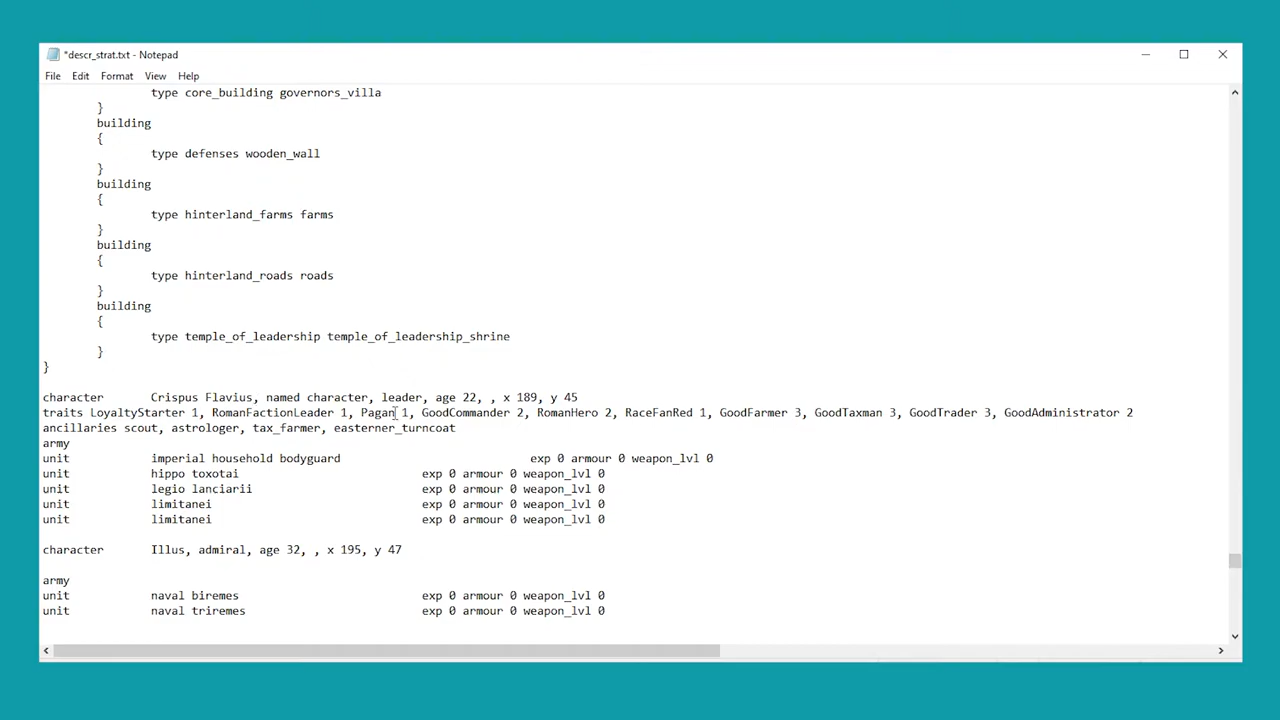 *descr_strat.txt - Notepad
File Edit Format View Help
type core_building governors_villa
}
building
{
type defenses wooden_wall
}
building
{
type hinterland_farms farms
}
building
{
type hinterland_roads roads
}
building
{
type temple_of_leadership temple_of_leadership_shrine
}
}
character Crispus Flavius, named character, leader, age 22, , x 189, y 45
traits LoyaltyStarter 1, RomanFactionLeader 1, Pagan 1, GoodCommander 2, RomanHero 2, RaceFanRed 1, GoodFarmer 3, GoodTaxman 3, GoodTrader 3, GoodAdministrator 2
ancillaries scout, astrologer, tax_farmer, easterner_turncoat
army
unit imperial household bodyguard exp 0 armour 0 weapon_lvl 0
unit hippo toxotai exp 0 armour 0 weapon_lvl 0
unit legio lanciarii exp 0 armour 0 weapon_lvl 0
unit limitanei exp 0 armour 0 weapon_lvl 0
unit limitanei exp 0 armour 0 weapon_lvl 0
character Illus, admiral, age 32, , x 195, y 47
army
unit naval biremes exp 0 armour 0 weapon_lvl 0
unit naval triremes exp 0 armour 0 weapon_lvl 0